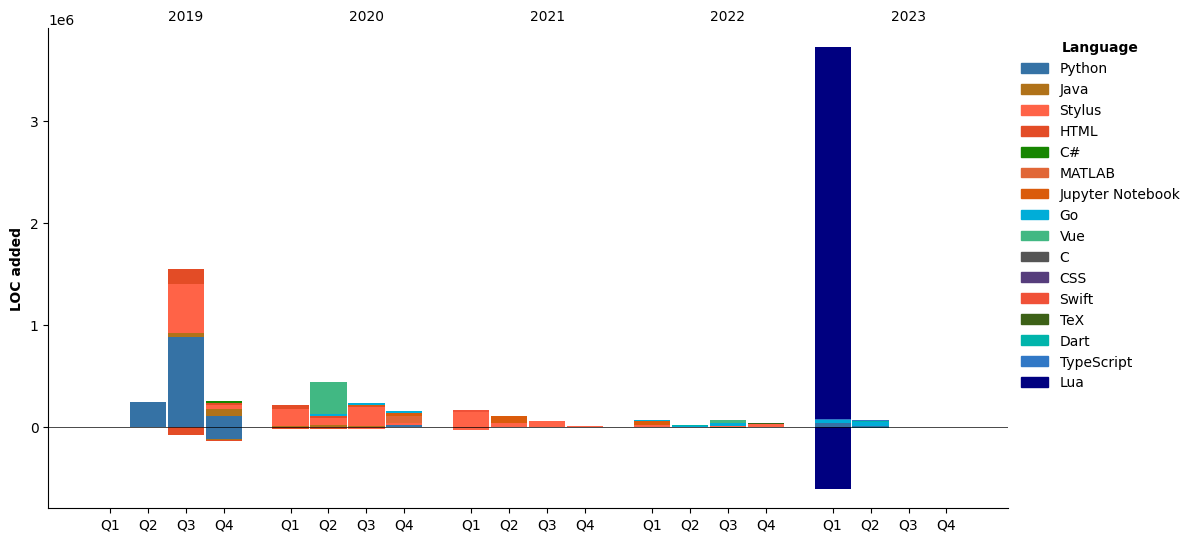 2019 2020 2021 2022 2023
1e6
LOC added
3
2
1
0
Q1 Q2 Q3 Q4 Q1 Q2 Q3 Q4 Q1 Q2 Q3 Q4 Q1 Q2 Q3 Q4 Q1 Q2 Q3 Q4
Language
Python
Java
Stylus
HTML
C#
MATLAB
Jupyter Notebook
Go
Vue
C
CSS
Swift
TeX
Dart
TypeScript
Lua